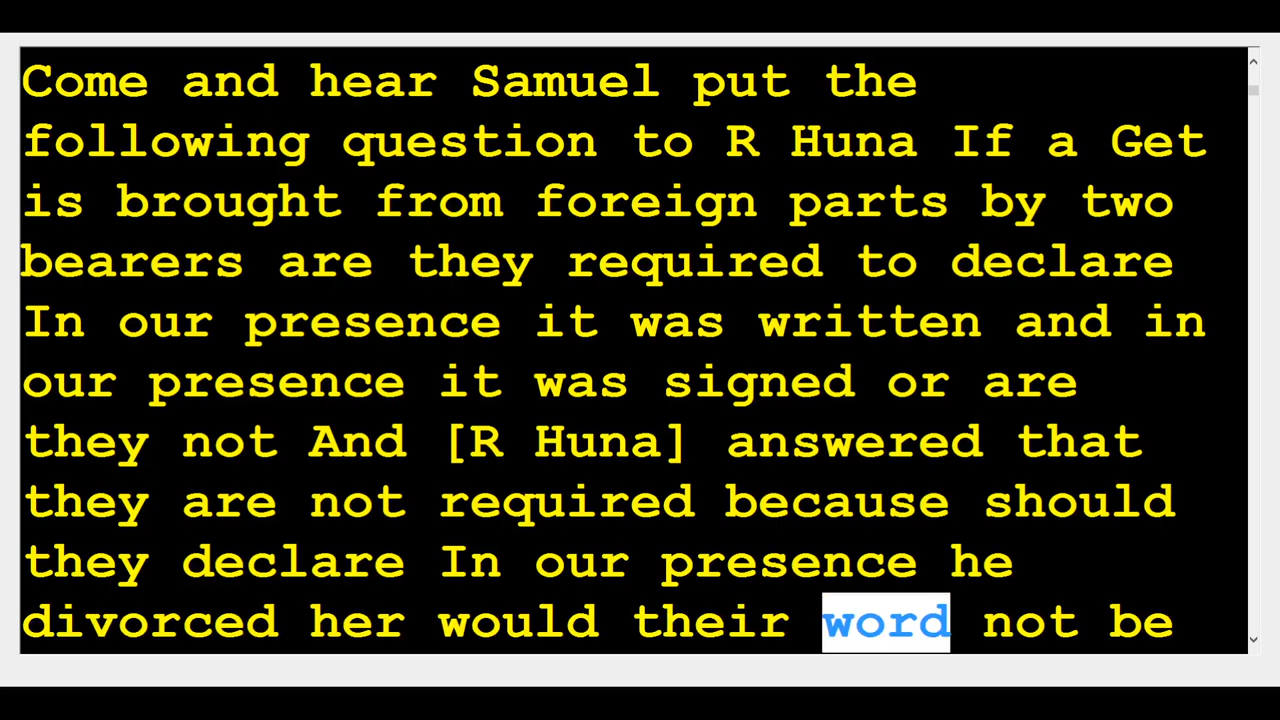 Come and hear Samuel put the
following question to R Huna If a Get
is brought from foreign parts by two
bearers are they required to declare
In our presence it was written and in
our presence it was signed or are
they not And [R Huna] answered that
they are not required because should
they declare In our presence he
divorced her would their word not be